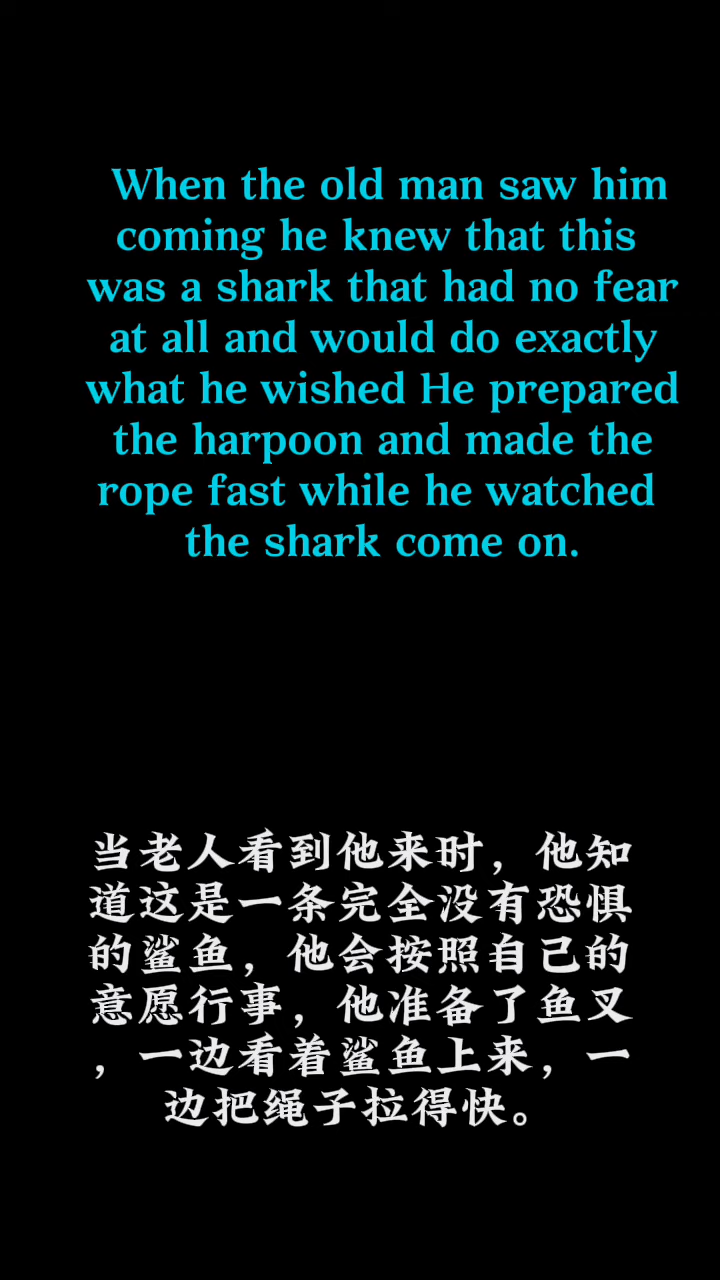 When the old man saw him
coming he knew that this
was a shark that had no fear
at all and would do exactly
what he wished He prepared
the harpoon and made the
rope fast while he watched
the shark come on.
当老人看到他来时，他知
道这是一条完全没有恐惧
的鲨鱼，他会按照自己的
意愿行事，他准备了鱼叉
，一边看着鲨鱼上来，一
边把绳子拉得快。